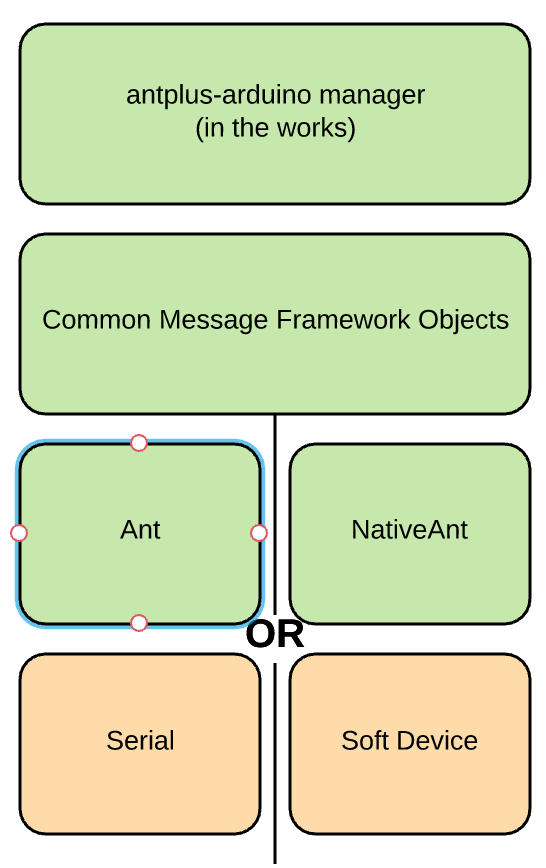 antplus-arduino manager
(in the works)
Common Message Framework Objects
Ant
NativeAnt
OR
Serial
Soft Device